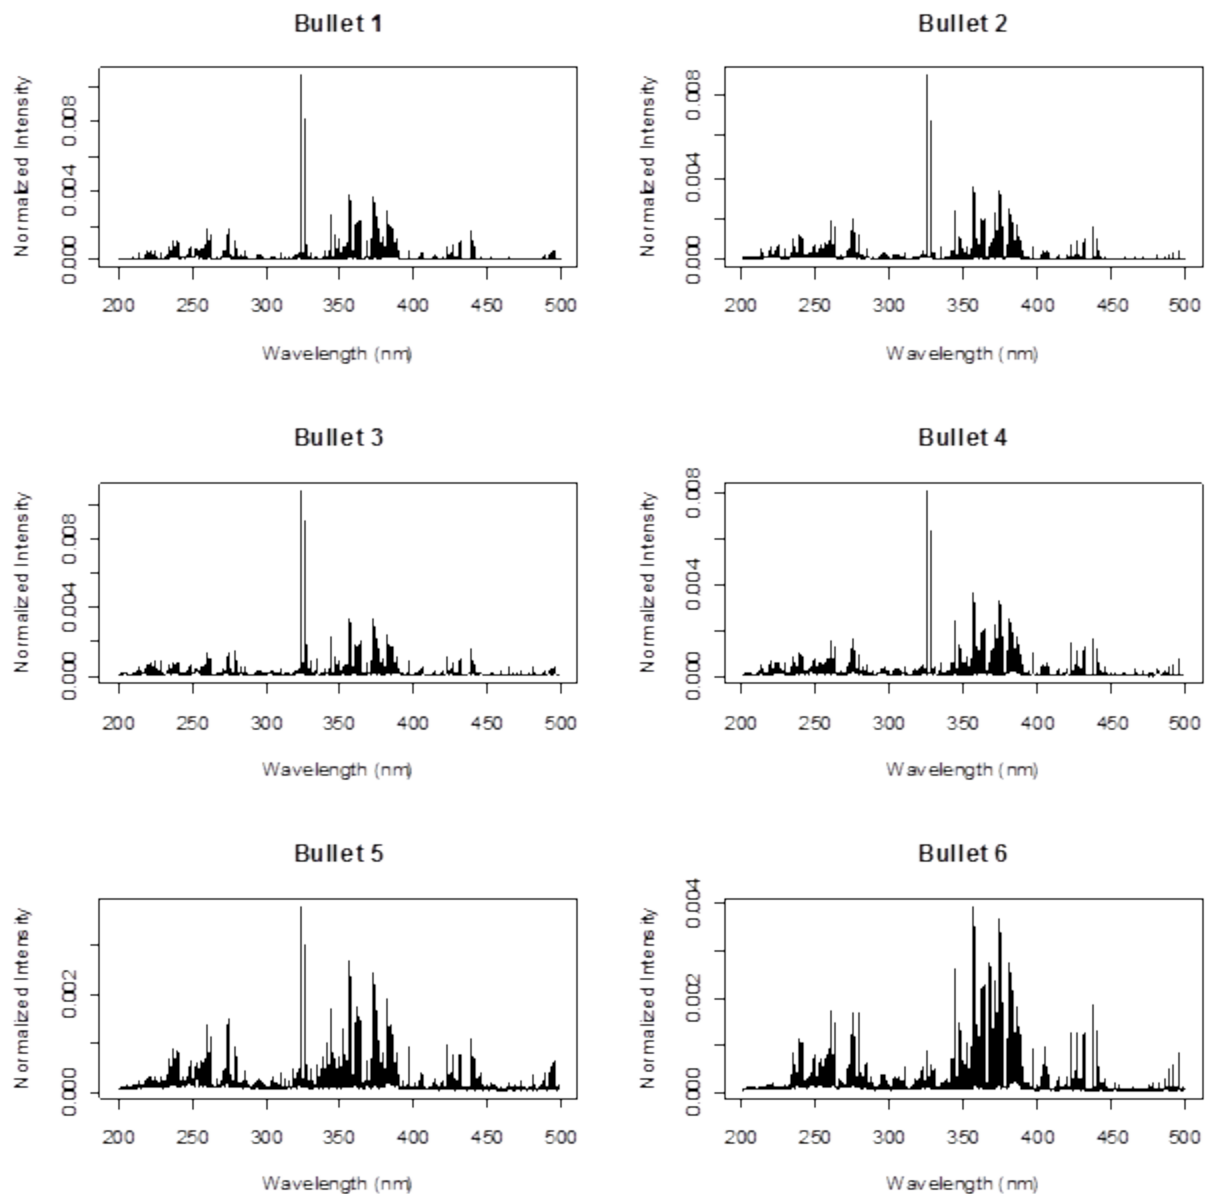 Bullet 1
Bullet 2
Normalized Intensity
0.000 0.004 0.008
200 250 300 350 400 450 500
Wavelength (nm)
Normalized Intensity
0.000 0.004 0.008
200 250 300 350 400 450 500
Wavelength (nm)
Bullet 3
Bullet 4
Normalized Intensity
0.000 0.004 0.008
200 250 300 350 400 450 500
Wavelength (nm)
Normalized Intensity
0.000 0.004 0.008
200 250 300 350 400 450 500
Wavelength (nm)
Bullet 5
Bullet 6
Normalized Intensity
0.000 0.002
200 250 300 350 400 450 500
Wavelength (nm)
Normalized Intensity
0.000 0.002 0.004
200 250 300 350 400 450 500
Wavelength (nm)